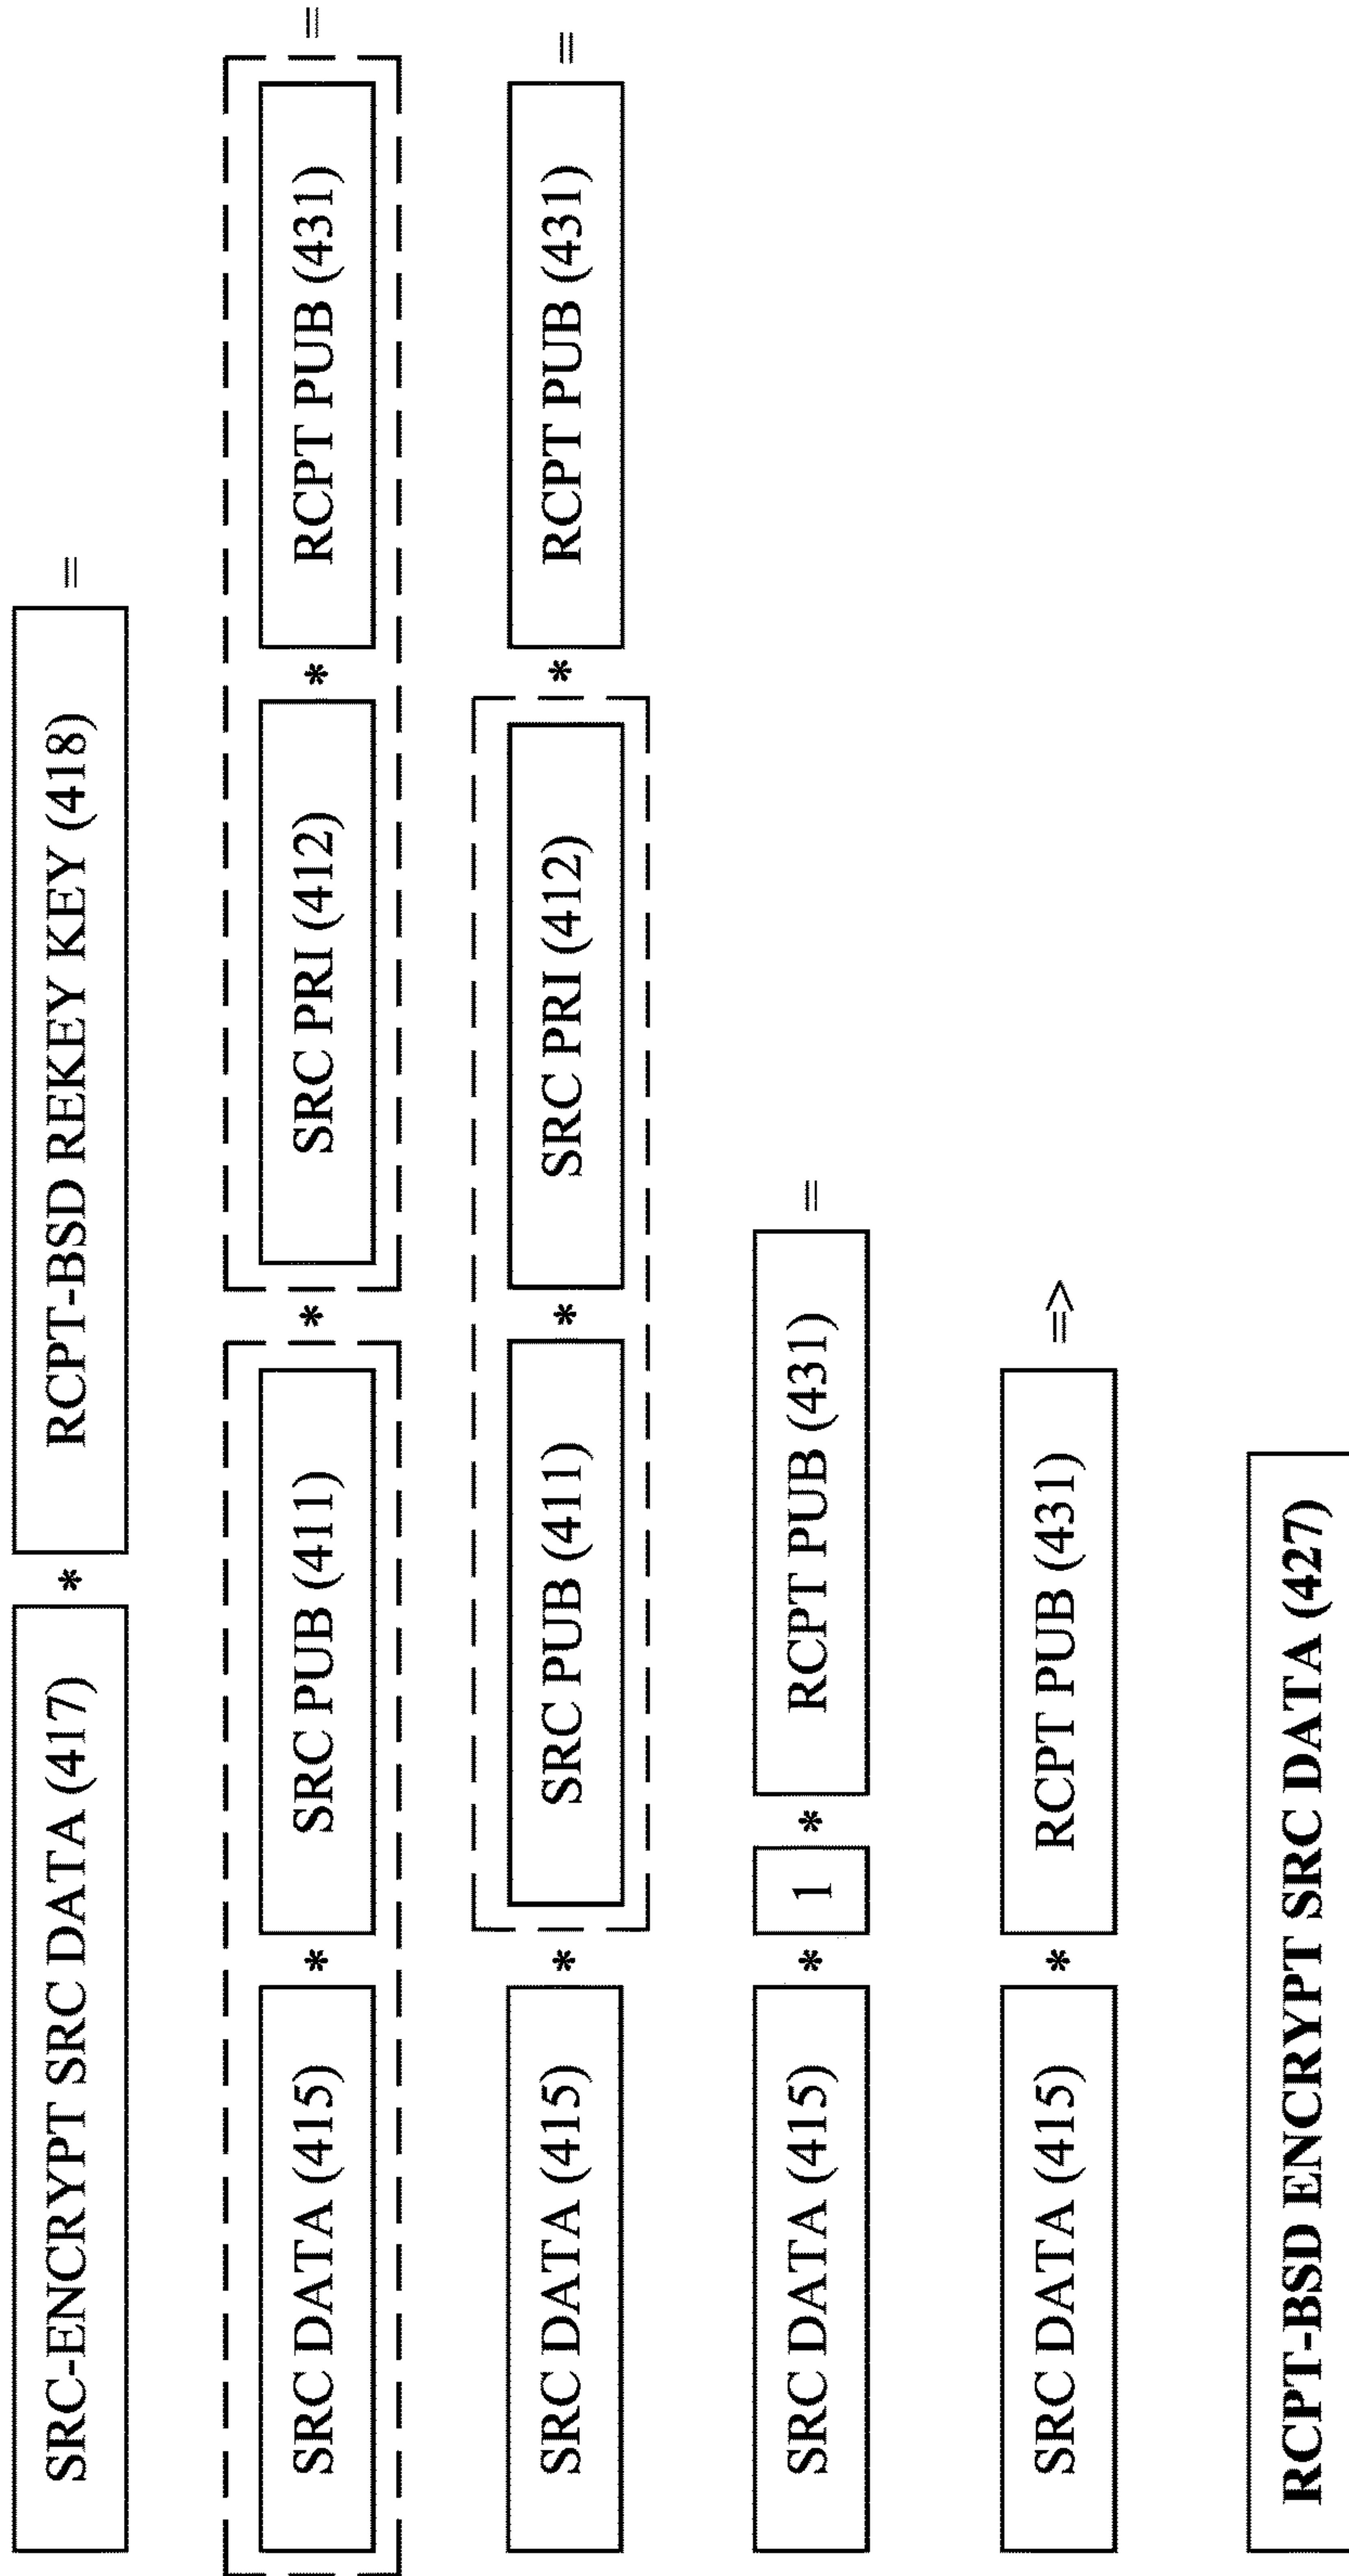 SRC-ENCRYPT SRC DATA (417) * RCPT-BSD REKEY KEY (418) =
SRC DATA (415) * SRC PUB (411) * SRC PRI (412) * RCPT PUB (431) =
SRC DATA (415) * SRC PUB (411) * SRC PRI (412) * RCPT PUB (431) =
SRC DATA (415) * 1 * RCPT PUB (431) =
SRC DATA (415) * RCPT PUB (431) =>
RCPT-BSD ENCRYPT SRC DATA (427)